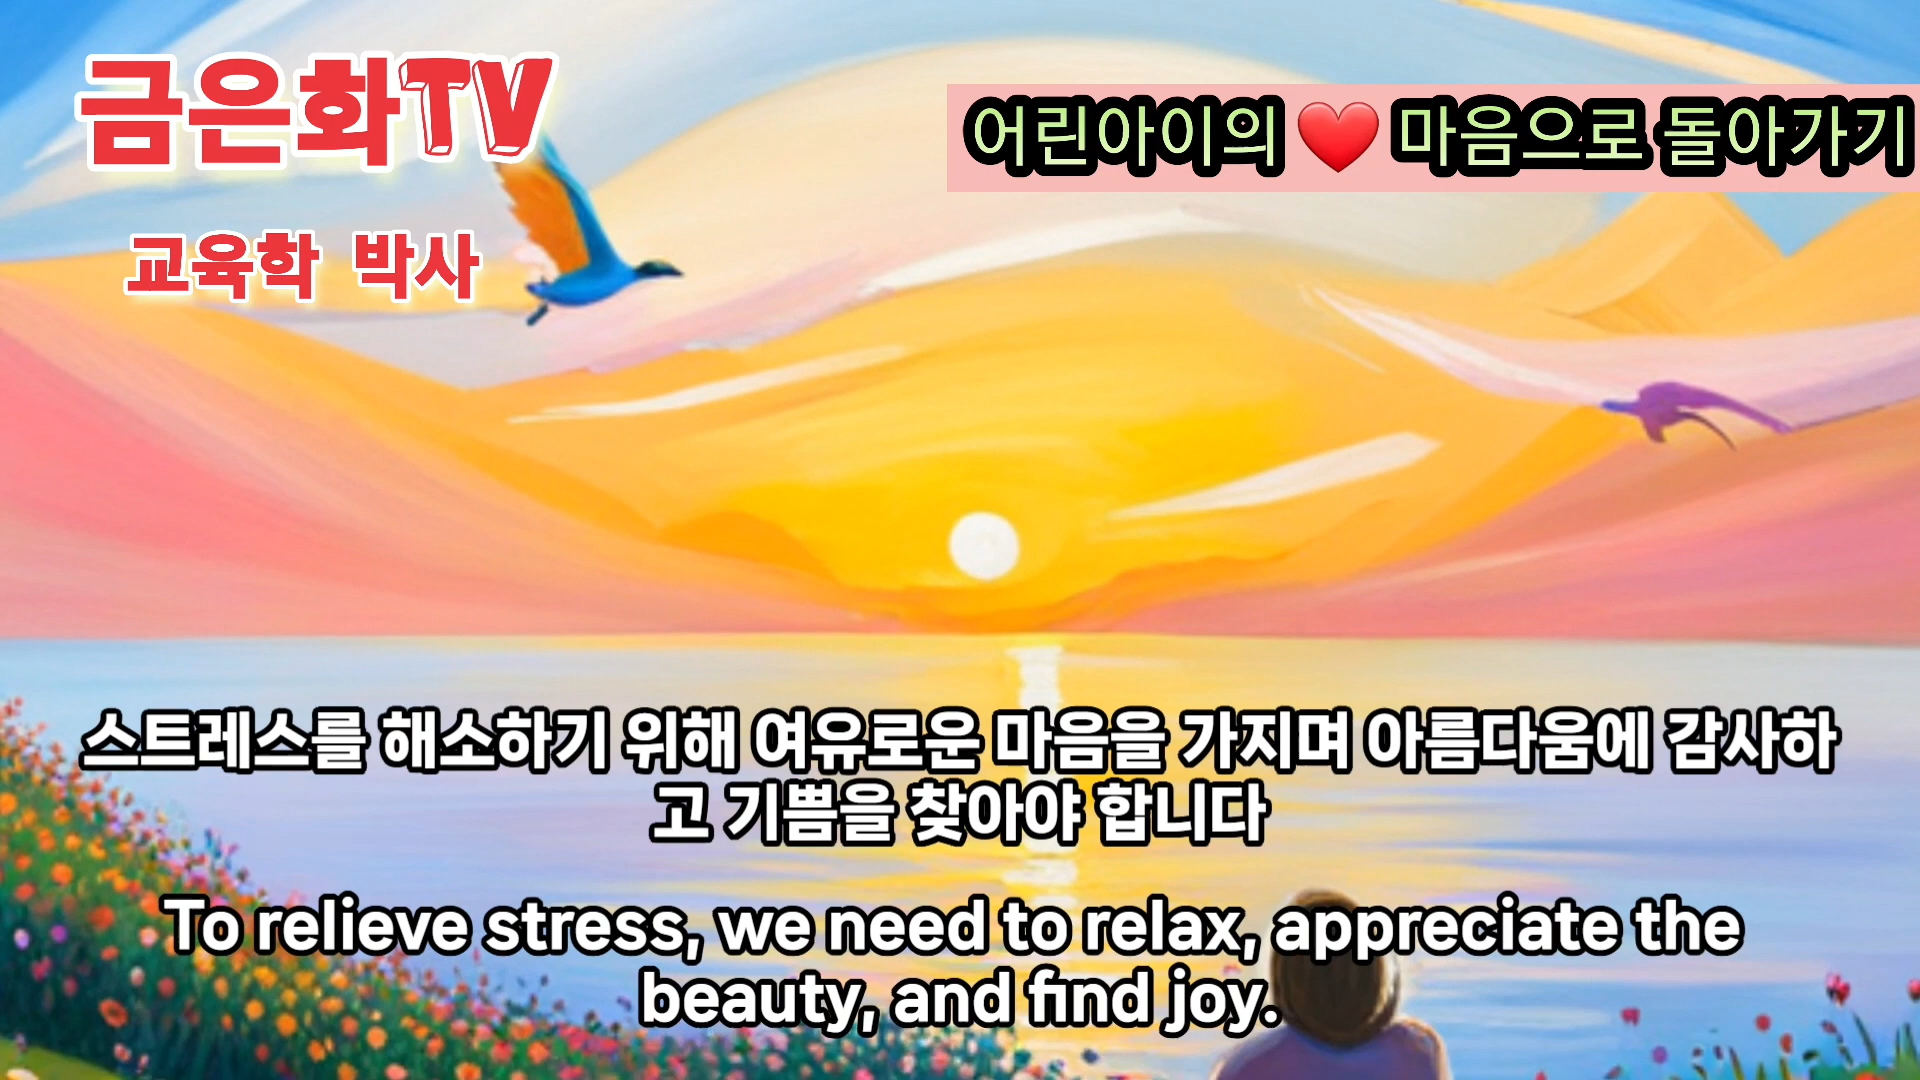 금은화TV
교육학 박사
어린아이의 ❤️ 마음으로 돌아가기
스트레스를 해소하기 위해 여유로운 마음을 가지며 아름다움에 감사하
고 기쁨을 찾아야 합니다
To relieve stress, we need to relax, appreciate the
beauty, and find joy.